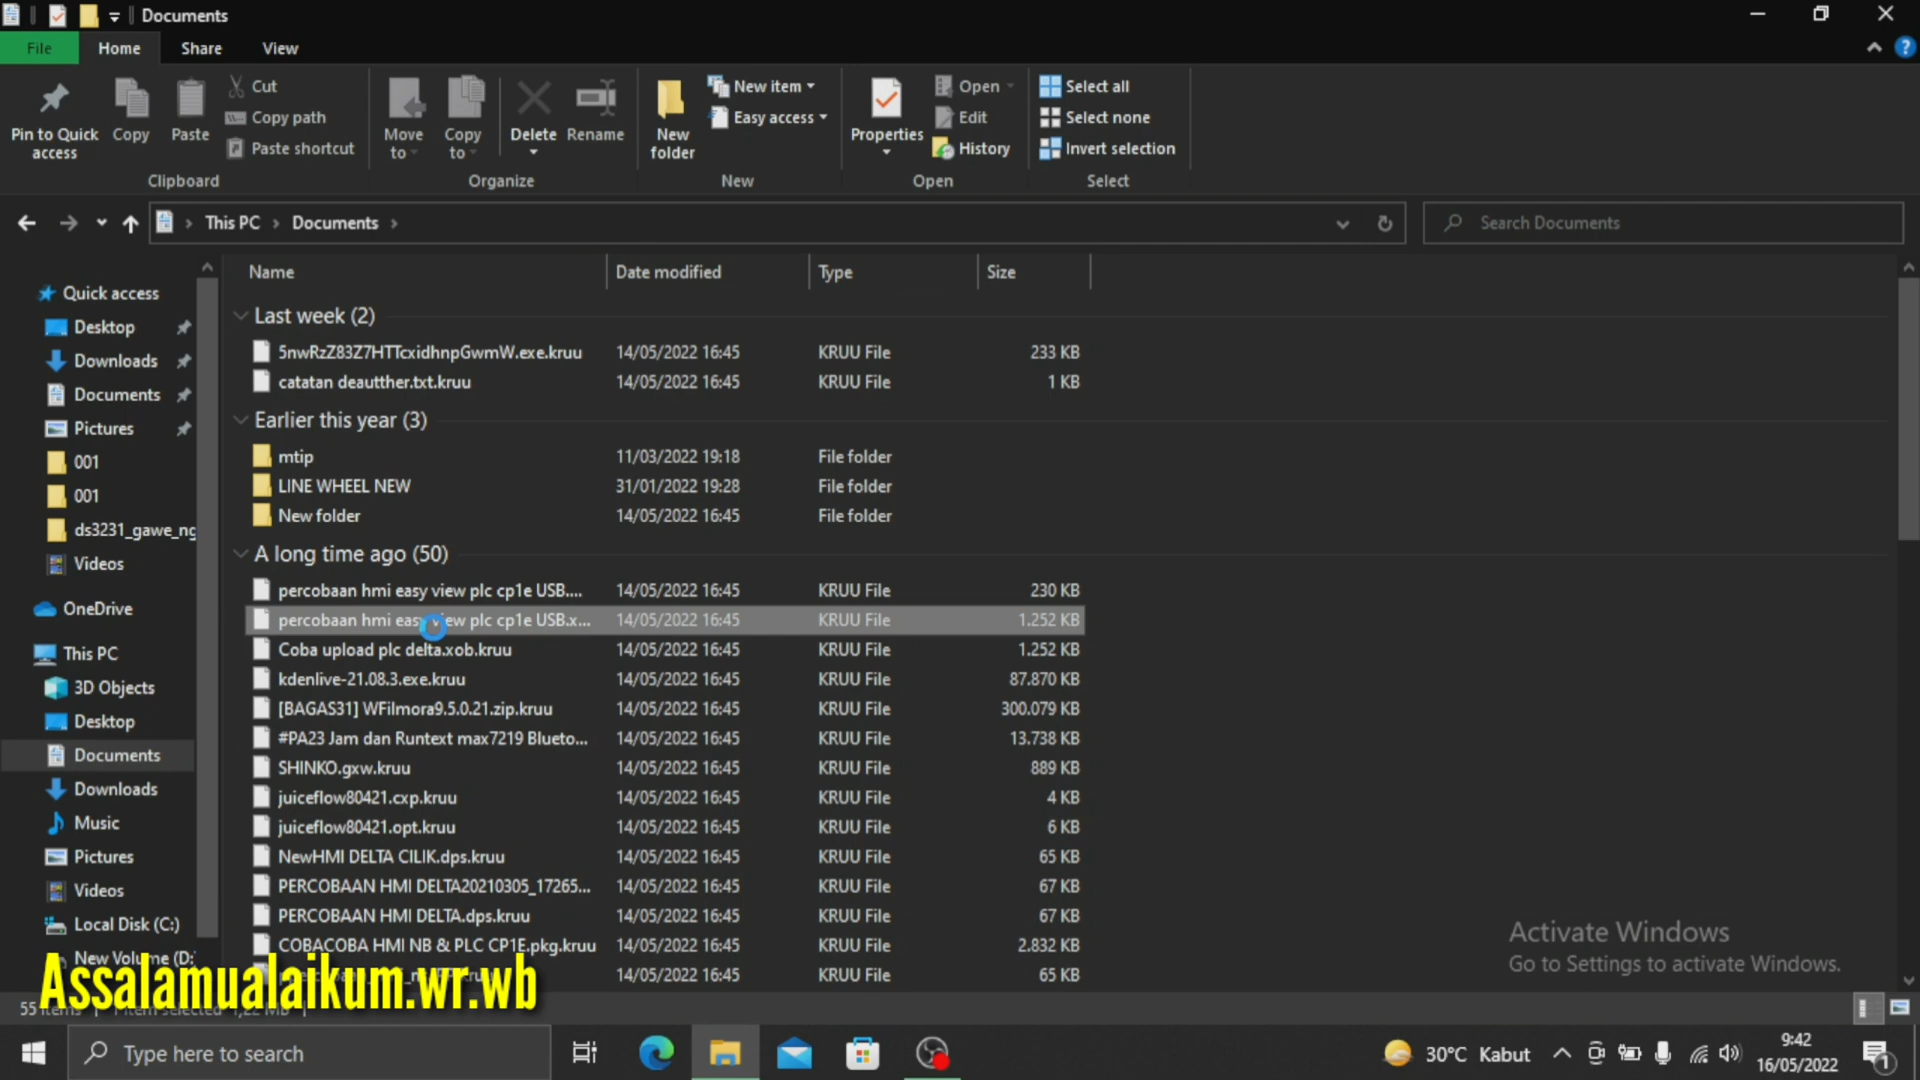 Documents
File Home Share View
Pin to Quick access
Copy
Paste
Cut
Copy path
Paste shortcut
Clipboard
Move to
Copy to
Delete
Rename
Organize
New folder
New item
Easy access
New
Properties
Open
Edit
History
Open
Select all
Select none
Invert selection
Select
This PC Documents
Search Documents
Quick access
Desktop
Downloads
Documents
Pictures
001
001
ds3231_gawe_ng
Videos
OneDrive
This PC
3D Objects
Desktop
Documents
Downloads
Music
Pictures
Videos
Local Disk (C:)
New Volume (D:
Name Date modified Type Size
Last week (2)
5nwRzZ83Z7HTTcxidhnpGwmW.exe.kruu 14/05/2022 16:45 KRUU File 233 KB
catatan deautther.txt.kruu 14/05/2022 16:45 KRUU File 1 KB
Earlier this year (3)
mtip 11/03/2022 19:18 File folder
LINE WHEEL NEW 31/01/2022 19:28 File folder
New folder 14/05/2022 16:45 File folder
A long time ago (50)
percobaan hmi easy view plc cp1e USB.... 14/05/2022 16:45 KRUU File 230 KB
percobaan hmi easy view plc cp1e USB.x... 14/05/2022 16:45 KRUU File 1.252 KB
Coba upload plc delta.xob.kruu 14/05/2022 16:45 KRUU File 1.252 KB
kdenlive-21.08.3.exe.kruu 14/05/2022 16:45 KRUU File 87.870 KB
[BAGAS31] WFilmora9.5.0.21.zip.kruu 14/05/2022 16:45 KRUU File 300.079 KB
#PA23 Jam dan Runtext max7219 Blueto... 14/05/2022 16:45 KRUU File 13.738 KB
SHINKO.gxw.kruu 14/05/2022 16:45 KRUU File 889 KB
juiceflow80421.cxp.kruu 14/05/2022 16:45 KRUU File 4 KB
juiceflow80421.opt.kruu 14/05/2022 16:45 KRUU File 6 KB
NewHMI DELTA CILIK.dps.kruu 14/05/2022 16:45 KRUU File 65 KB
PERCOBAAN HMI DELTA20210305_17265... 14/05/2022 16:45 KRUU File 67 KB
PERCOBAAN HMI DELTA.dps.kruu 14/05/2022 16:45 KRUU File 67 KB
COBACOBA HMI NB & PLC CP1E.pkg.kruu 14/05/2022 16:45 KRUU File 2.832 KB
14/05/2022 16:45 KRUU File 65 KB
Activate Windows
Go to Settings to activate Windows.
Assalamualaikum.wr.wb
55 items 1 item selected 1,22 MB
Type here to search
30°C Kabut
9:42
16/05/2022
1